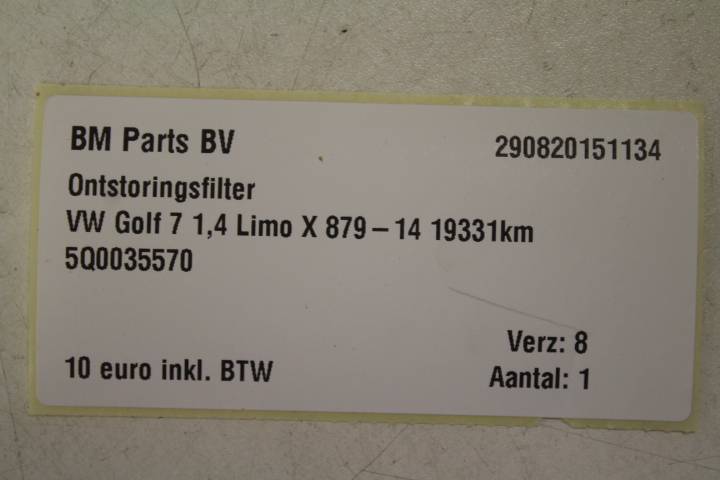 BM Parts BV 290820151134
Ontstoringsfilter
VW Golf 7 1,4 Limo X 879 – 14 19331km
5Q0035570
Verz: 8
10 euro inkl. BTW Aantal: 1